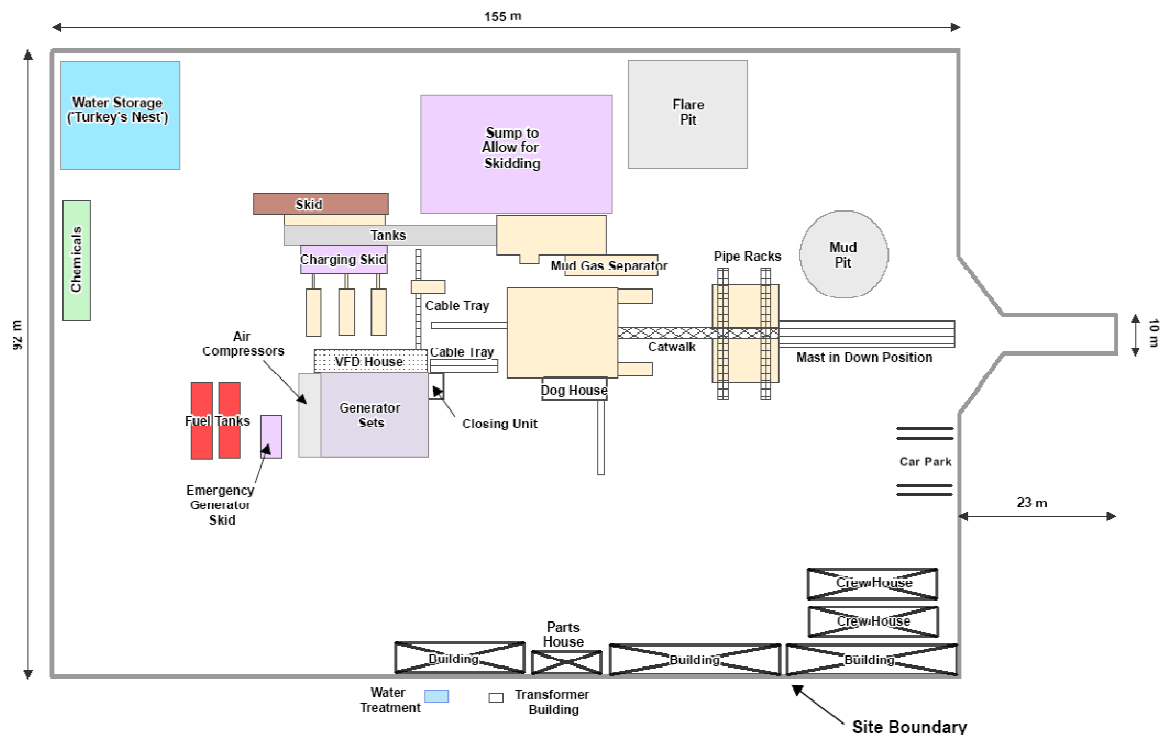 155 m
Water Storage
("Turkey's Nest")
Sump to
Allow for
Skidding
Flare
Pit
Chemicals
Skid
Tanks
Charging Skid
Mud Gas Separator
Pipe Racks
Mud
Pit
92 m
Cable Tray
Air
Compressors
VFD House
Cable Tray
Catwalk
Mast in Down Position
10 m
Dog House
Fuel Tanks
Generator
Sets
Closing Unit
Car Park
Emergency
Generator
Skid
23 m
Crew House
Crew House
Parts
House
Building
Building
Building
Water
Treatment
Transformer
Building
Site Boundary